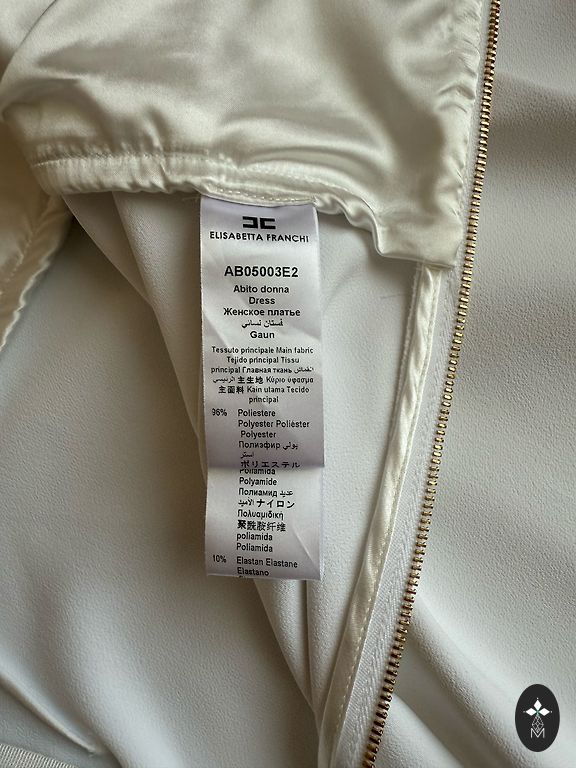 ELISABETTA FRANCHI
AB05003E2
Abito donna
Dress
Женское платье
فستان نسائي
Gaun
Tessuto principale Main fabric
Tejido principal Tissu
principal Главная ткань القماش
الرئيسي 主生地 Κύριο ύφασμα
主面料 Kain utama Tecido
principal
96% Poliestere
Polyester Poliéster
Polyester
Полиэфир بولي
استر
ポリエステル
Poliamida
Polyamide
Полиамид عديد
الاميد ナイロン
Πολυαμιδική
聚酰胺纤维
poliamida
Poliamida
10% Elastan Elastane
Elastano
M